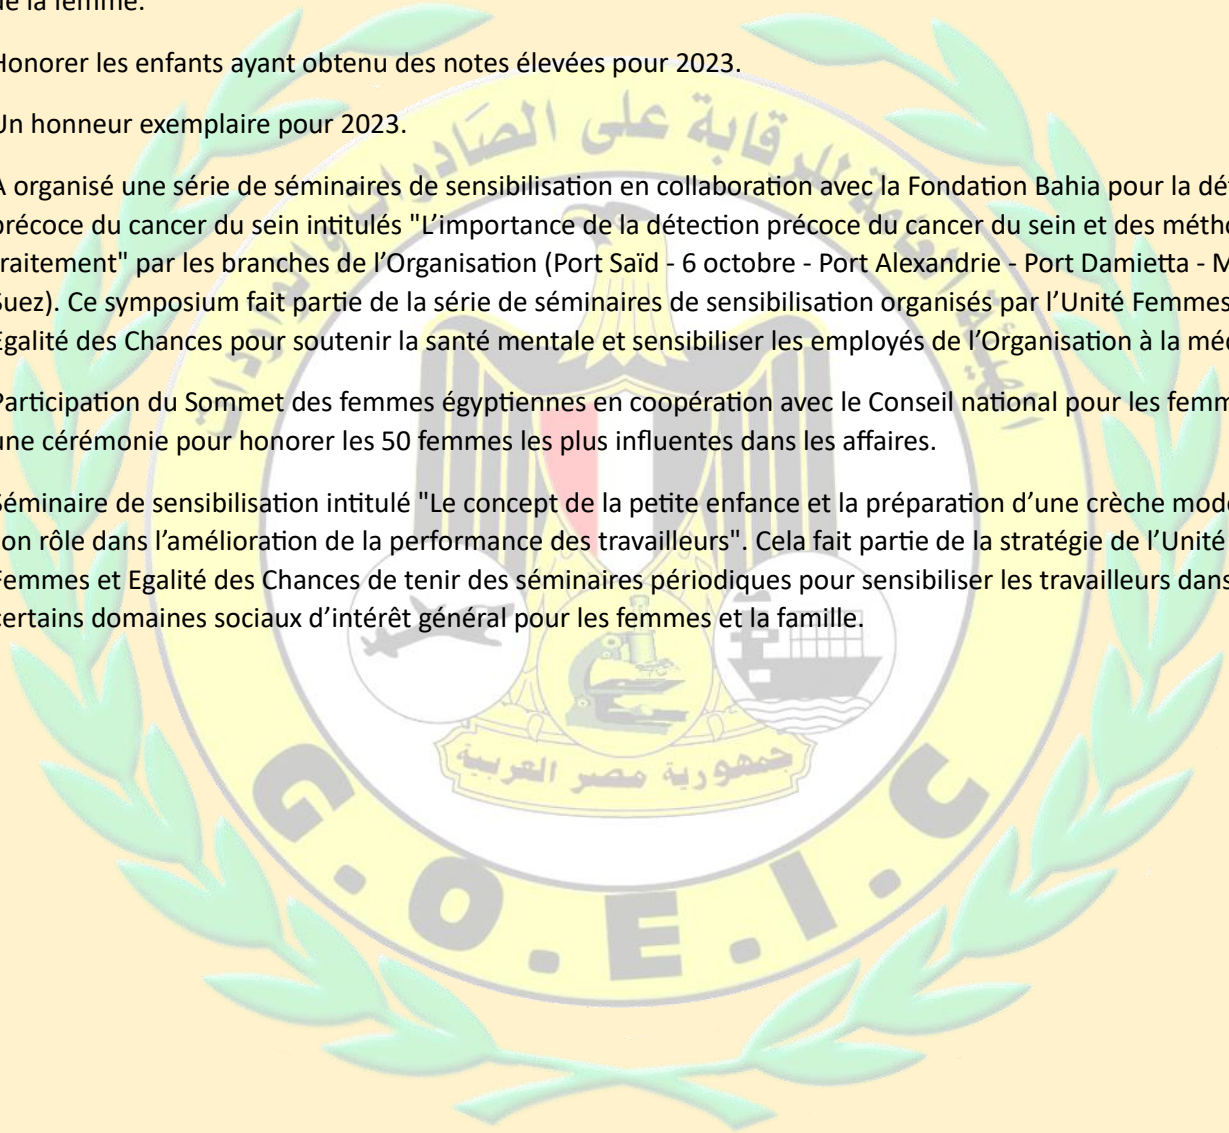 de la femme.
Honorer les enfants ayant obtenu des notes élevées pour 2023.
Un honneur exemplaire pour 2023.
A organisé une série de séminaires de sensibilisation en collaboration avec la Fondation Bahia pour la dé
précoce du cancer du sein intitulés "L'importance de la détection précoce du cancer du sein et des métho
traitement" par les branches de l'Organisation (Port Saïd - 6 octobre - Port Alexandrie - Port Damietta - M
Suez). Ce symposium fait partie de la série de séminaires de sensibilisation organisés par l'Unité Femmes
Egalité des Chances pour soutenir la santé mentale et sensibiliser les employés de l'Organisation à la méd
Participation du Sommet des femmes égyptiennes en coopération avec le Conseil national pour les femm
une cérémonie pour honorer les 50 femmes les plus influentes dans les affaires.
Séminaire de sensibilisation intitulé "Le concept de la petite enfance et la préparation d'une crèche mode
son rôle dans l'amélioration de la performance des travailleurs". Cela fait partie de la stratégie de l'Unité
Femmes et Egalité des Chances de tenir des séminaires périodiques pour sensibiliser les travailleurs dans
certains domaines sociaux d'intérêt général pour les femmes et la famille.
الهيئة العامة للرقابة على الصادرات والواردات
جمهورية مصر العربية
G.O.E.I.C